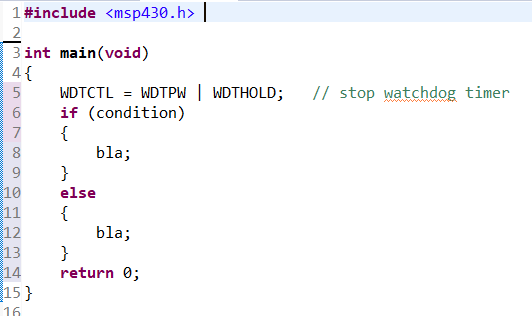 1 #include <msp430.h>
2
3 int main(void)
4 {
5     WDTCTL = WDTPW | WDTHOLD;   // stop watchdog timer
6     if (condition)
7     {
8         bla;
9     }
10     else
11     {
12         bla;
13     }
14     return 0;
15 }
16